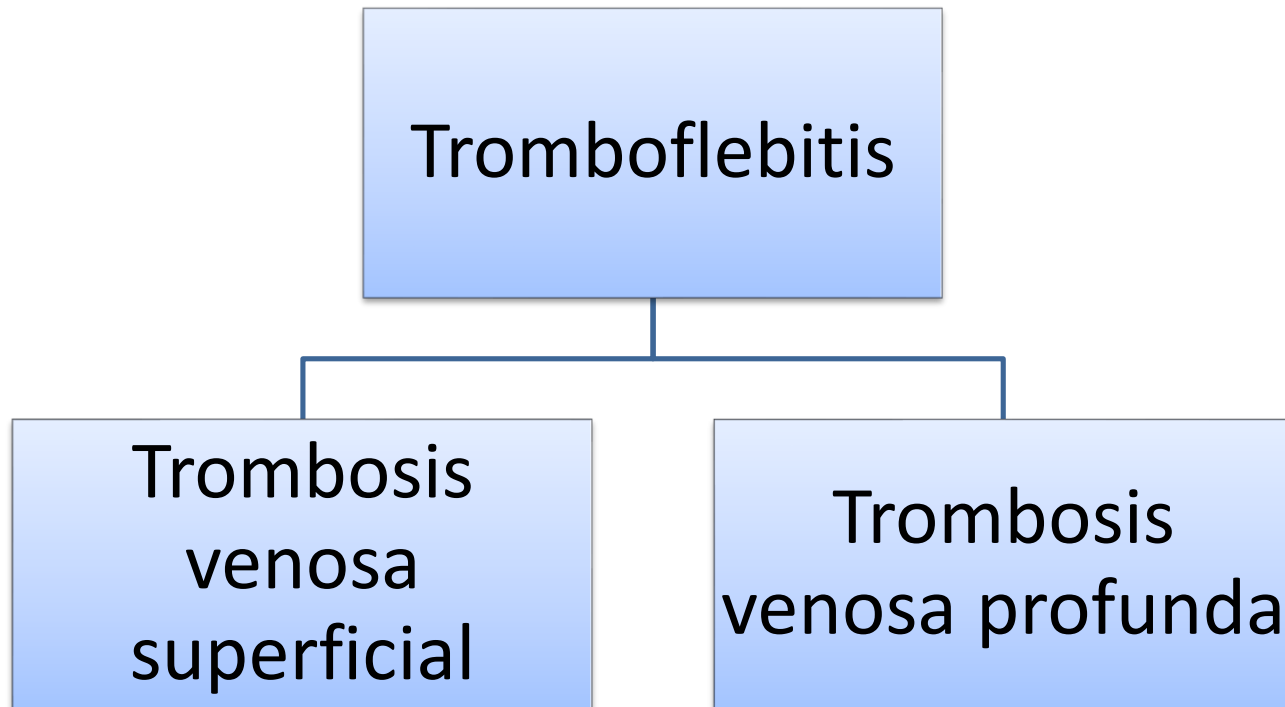 Tromboflebitis
Trombosis
venosa
superficial
Trombosis
venosa profunda